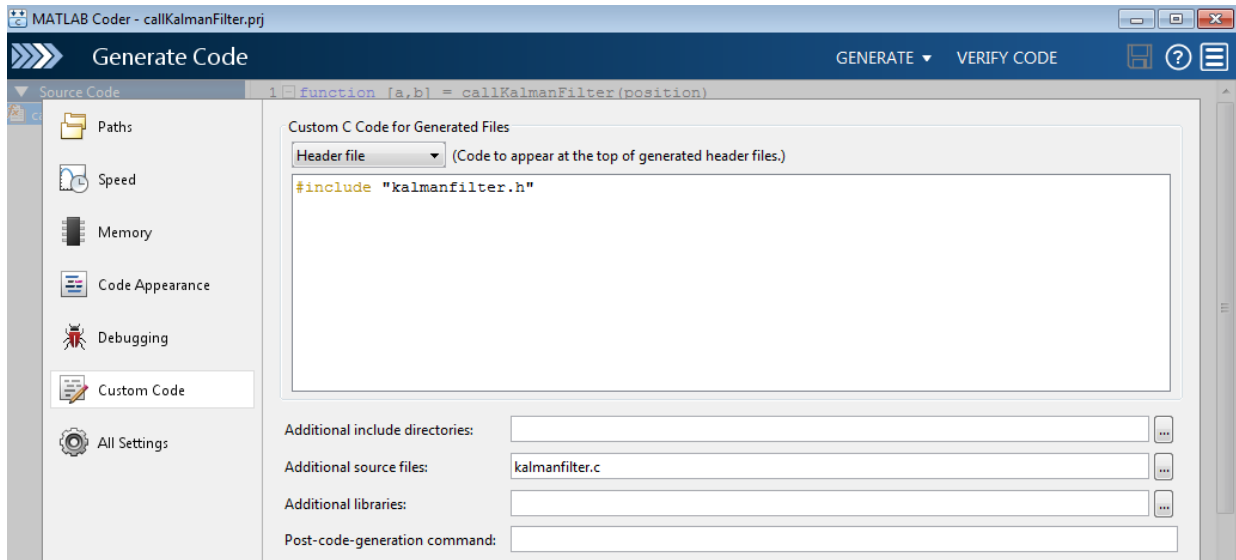 MATLAB Coder - callKalmanFilter.prj
Generate Code
GENERATE VERIFY CODE
Source Code
1 function [a,b] = callKalmanFilter(position)
Paths
Speed
Memory
Code Appearance
Debugging
Custom Code
All Settings
Custom C Code for Generated Files
Header file (Code to appear at the top of generated header files.)
#include "kalmanfilter.h"
Additional include directories: ...
Additional source files: kalmanfilter.c ...
Additional libraries: ...
Post-code-generation command: